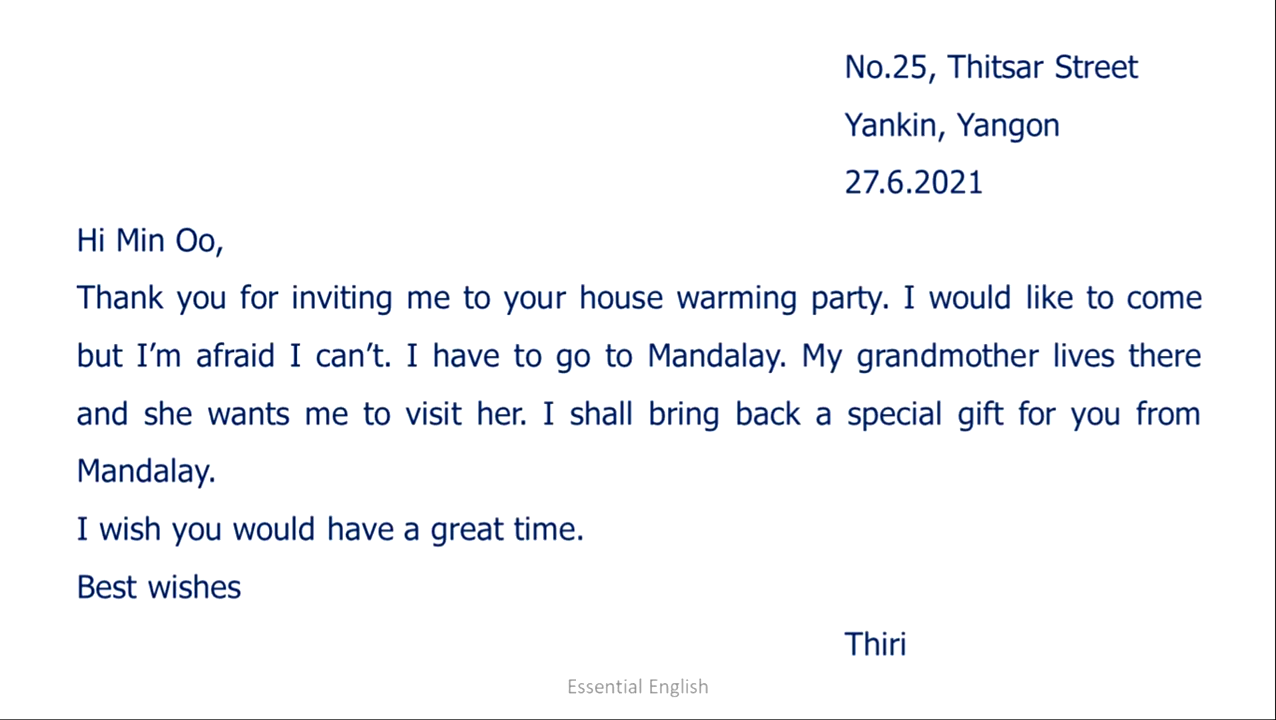 No.25, Thitsar Street
Yankin, Yangon
27.6.2021
Hi Min Oo,
Thank you for inviting me to your house warming party. I would like to come
but I’m afraid I can’t. I have to go to Mandalay. My grandmother lives there
and she wants me to visit her. I shall bring back a special gift for you from
Mandalay.
I wish you would have a great time.
Best wishes
Thiri
Essential English